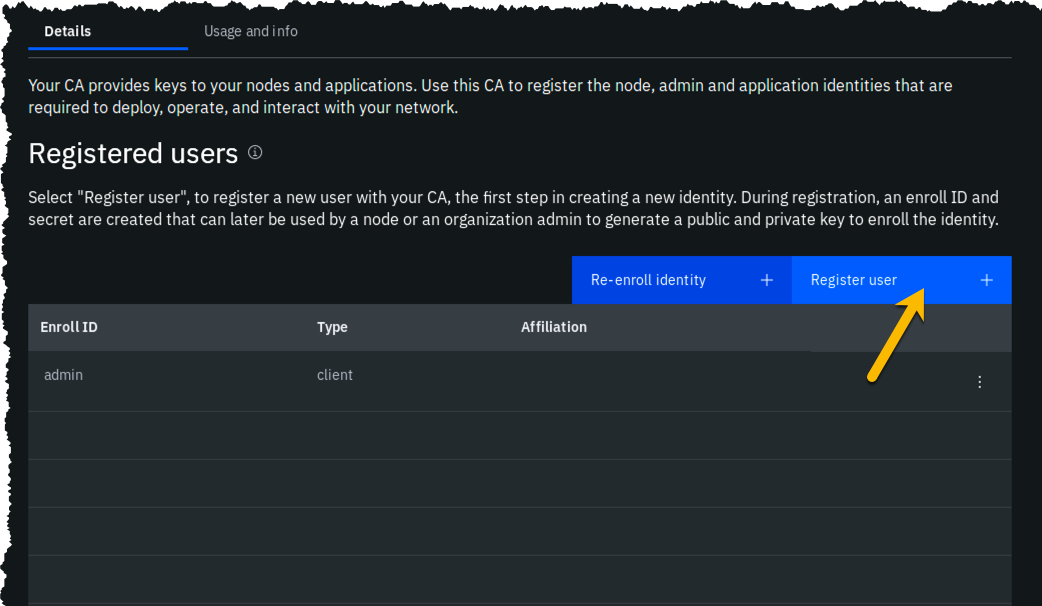 Details Usage and info
Your CA provides keys to your nodes and applications. Use this CA to register the node, admin and application identities that are
required to deploy, operate, and interact with your network.
Registered users
Select "Register user", to register a new user with your CA, the first step in creating a new identity. During registration, an enroll ID and
secret are created that can later be used by a node or an organization admin to generate a public and private key to enroll the identity.
Re-enroll identity + Register user +
Enroll ID Type Affiliation
admin client